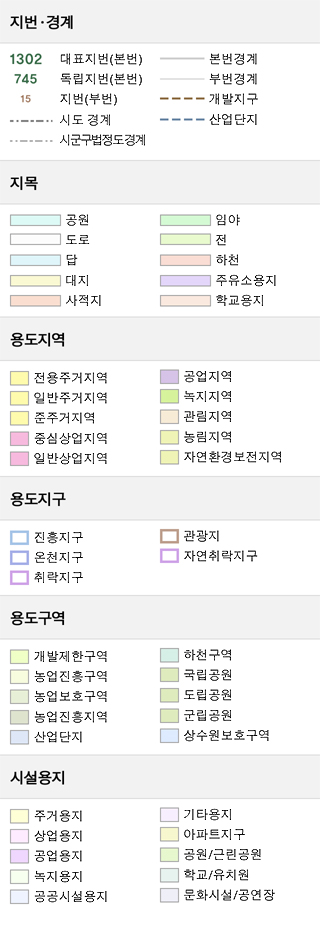 지번·경계
1302 대표지번(본번) 본번경계
745 독립지번(본번) 부번경계
15 지번(부번) 개발지구
시도 경계 산업단지
시군구법정도경계
지목
공원 임야
도로 전
답 하천
대지 주유소용지
사적지 학교용지
용도지역
전용주거지역 공업지역
일반주거지역 녹지지역
준주거지역 관림지역
중심상업지역 농림지역
일반상업지역 자연환경보전지역
용도지구
진흥지구 관광지
온천지구 자연취락지구
취락지구
용도구역
개발제한구역 하천구역
농업진흥구역 국립공원
농업보호구역 도립공원
농업진흥지역 군립공원
산업단지 상수원보호구역
시설용지
주거용지 기타용지
상업용지 아파트지구
공업용지 공원/근린공원
녹지용지 학교/유치원
공공시설용지 문화시설/공연장